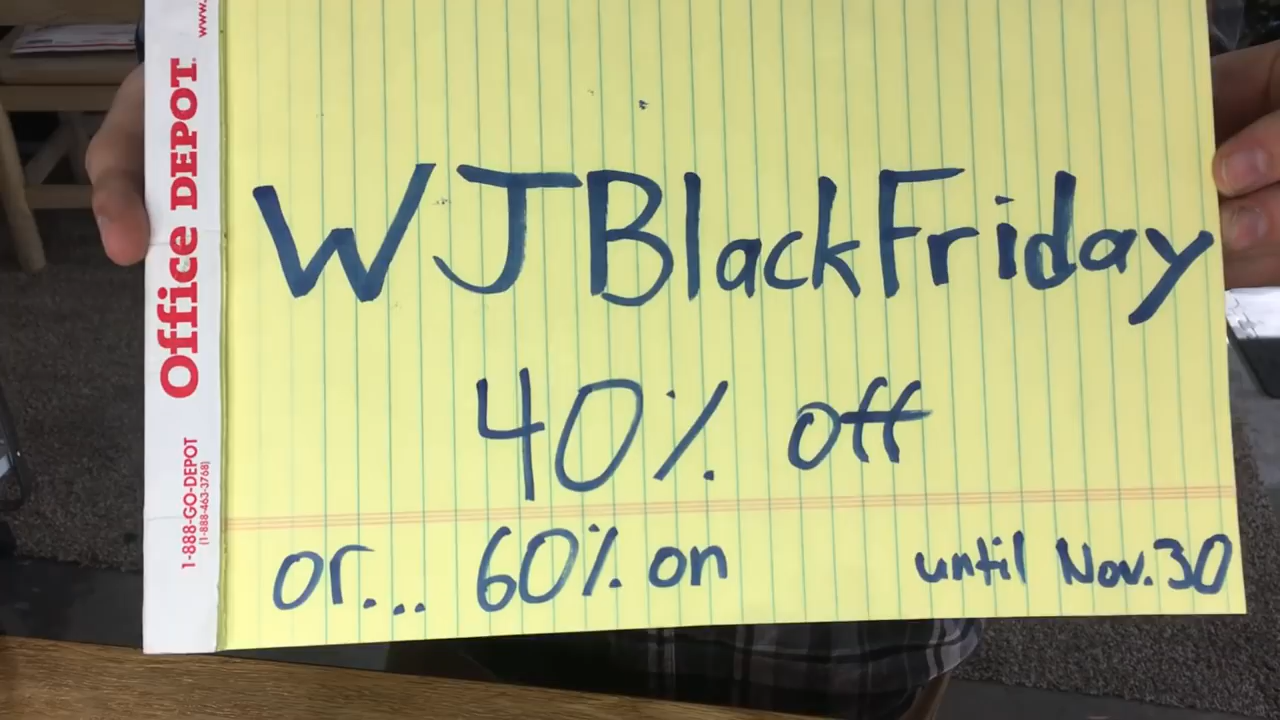 WJBlackFriday
40% off
or... 60% on until Nov. 30
Office DEPOT
1-888-GO-DEPOT
(1-888-463-3768)
www.